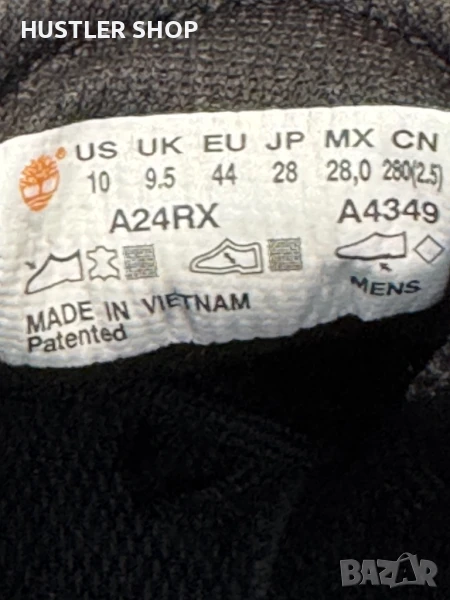 HUSTLER SHOP
US UK EU JP MX CN
10 9.5 44 28 28,0 280(2.5)
A24RX A4349
MENS
MADE IN VIETNAM
Patented
BAZAR